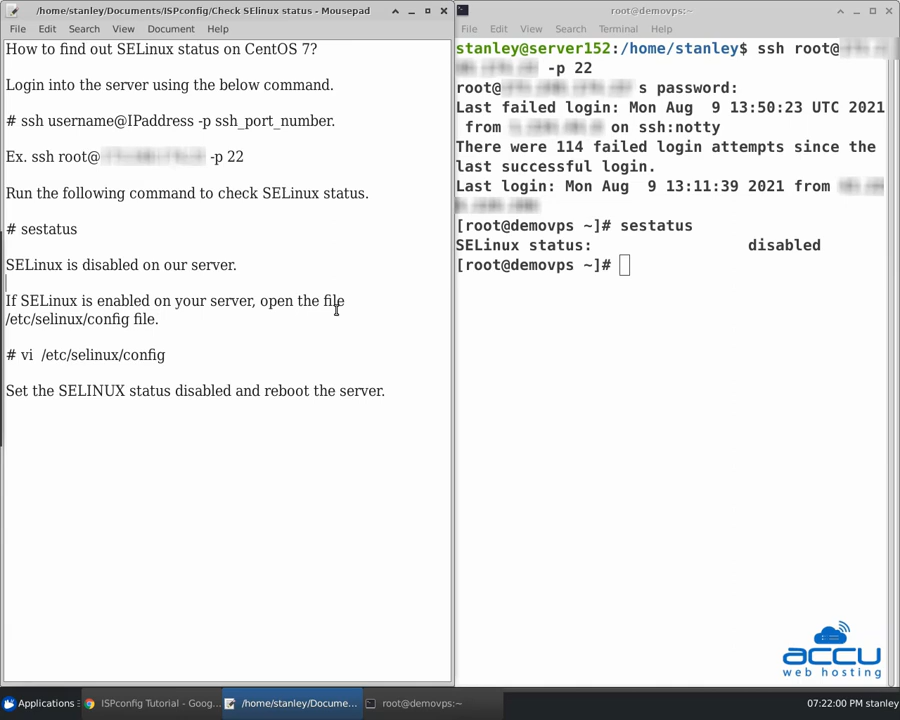 /home/stanley/Documents/ISPconfig/Check SElinux status - Mousepad
File Edit Search View Document Help
How to find out SELinux status on CentOS 7?
Login into the server using the below command.
# ssh username@IPaddress -p ssh_port_number.
Ex. ssh root@ -p 22
Run the following command to check SELinux status.
# sestatus
SELinux is disabled on our server.
If SELinux is enabled on your server, open the file
/etc/selinux/config file.
# vi  /etc/selinux/config
Set the SELINUX status disabled and reboot the server.
root@demovps:~
File Edit View Search Terminal Help
stanley@server152:/home/stanley$ ssh root@
-p 22
root@ s password:
Last failed login: Mon Aug  9 13:50:23 UTC 2021
from on ssh:notty
There were 114 failed login attempts since the
last successful login.
Last login: Mon Aug  9 13:11:39 2021 from
[root@demovps ~]# sestatus
SELinux status: disabled
[root@demovps ~]#
accu
web hosting
Applications ISPconfig Tutorial - Goog... /home/stanley/Docume... root@demovps:~ 07:22:00 PM stanley